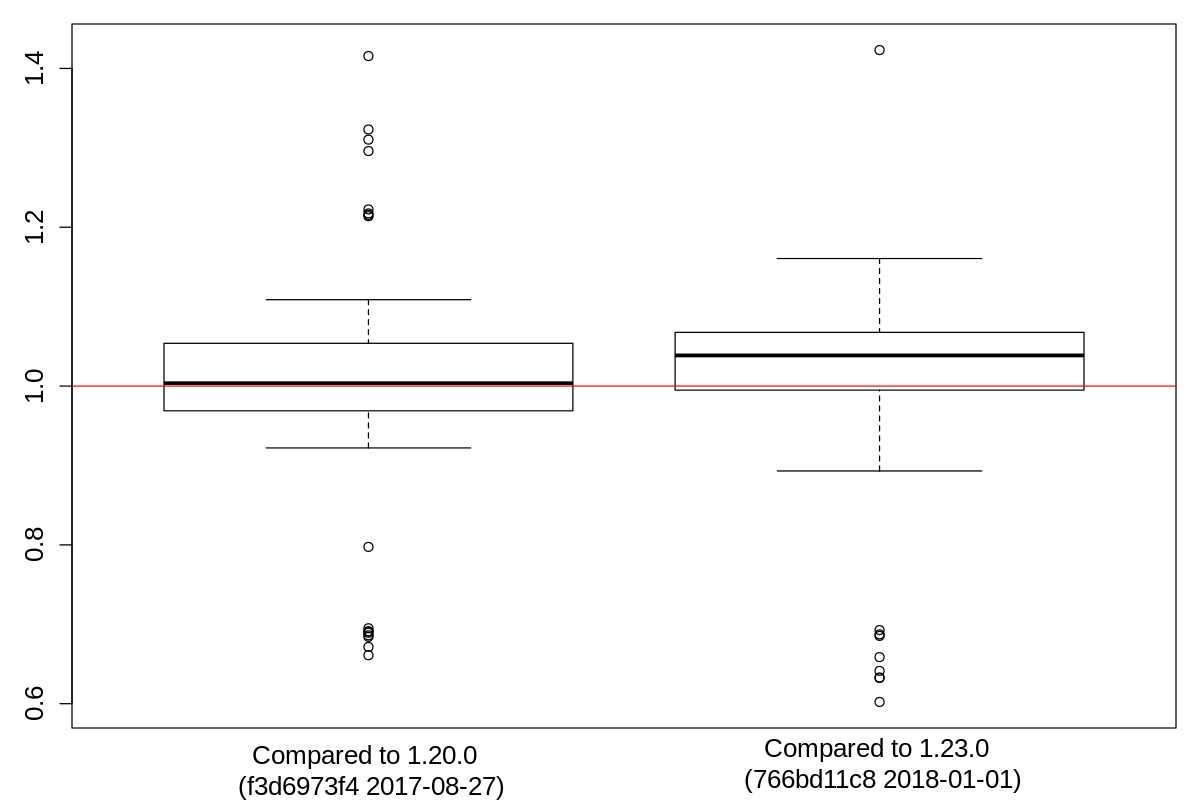 1.4
1.2
1.0
0.8
0.6
Compared to 1.20.0
(f3d6973f4 2017-08-27)
Compared to 1.23.0
(766bd11c8 2018-01-01)